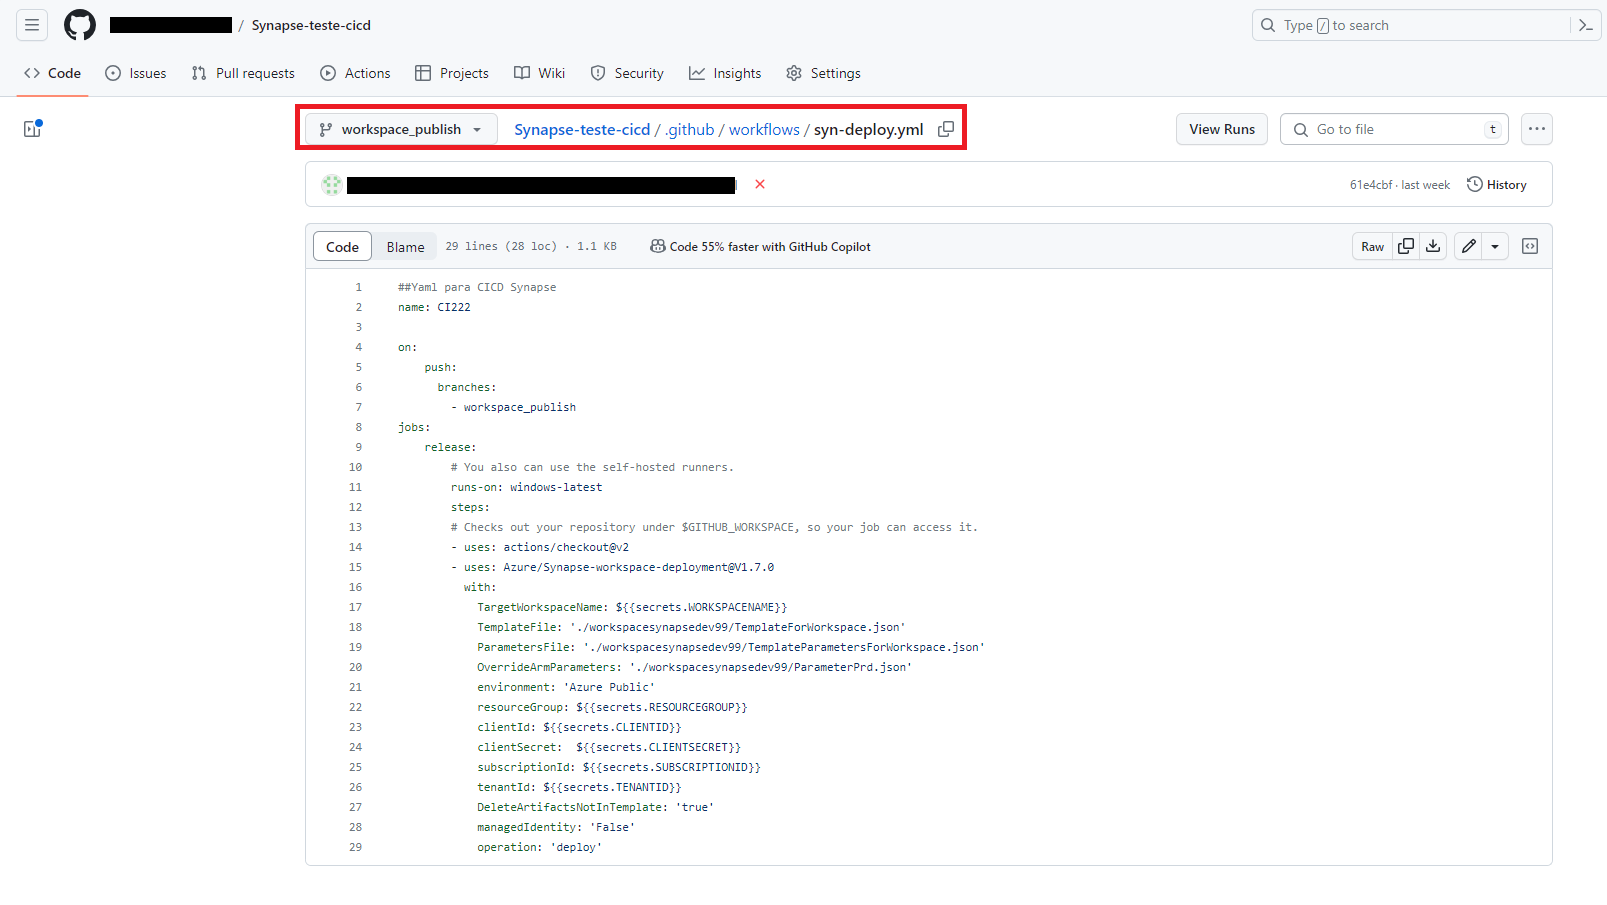 / Synapse-teste-cicd
Type / to search
Code Issues Pull requests Actions Projects Wiki Security Insights Settings
workspace_publish Synapse-teste-cicd / .github / workflows / syn-deploy.yml
View Runs Go to file t
61e4cbf · last week History
Code Blame 29 lines (28 loc) · 1.1 KB Code 55% faster with GitHub Copilot Raw
1 ##Yaml para CICD Synapse
2 name: CI222
3
4 on:
5 push:
6 branches:
7 - workspace_publish
8 jobs:
9 release:
10 # You also can use the self-hosted runners.
11 runs-on: windows-latest
12 steps:
13 # Checks out your repository under $GITHUB_WORKSPACE, so your job can access it.
14 - uses: actions/checkout@v2
15 - uses: Azure/Synapse-workspace-deployment@V1.7.0
16 with:
17 TargetWorkspaceName: ${{secrets.WORKSPACENAME}}
18 TemplateFile: './workspacesynapsedev99/TemplateForWorkspace.json'
19 ParametersFile: './workspacesynapsedev99/TemplateParametersForWorkspace.json'
20 OverrideArmParameters: './workspacesynapsedev99/ParameterPrd.json'
21 environment: 'Azure Public'
22 resourceGroup: ${{secrets.RESOURCEGROUP}}
23 clientId: ${{secrets.CLIENTID}}
24 clientSecret:  ${{secrets.CLIENTSECRET}}
25 subscriptionId: ${{secrets.SUBSCRIPTIONID}}
26 tenantId: ${{secrets.TENANTID}}
27 DeleteArtifactsNotInTemplate: 'true'
28 managedIdentity: 'False'
29 operation: 'deploy'